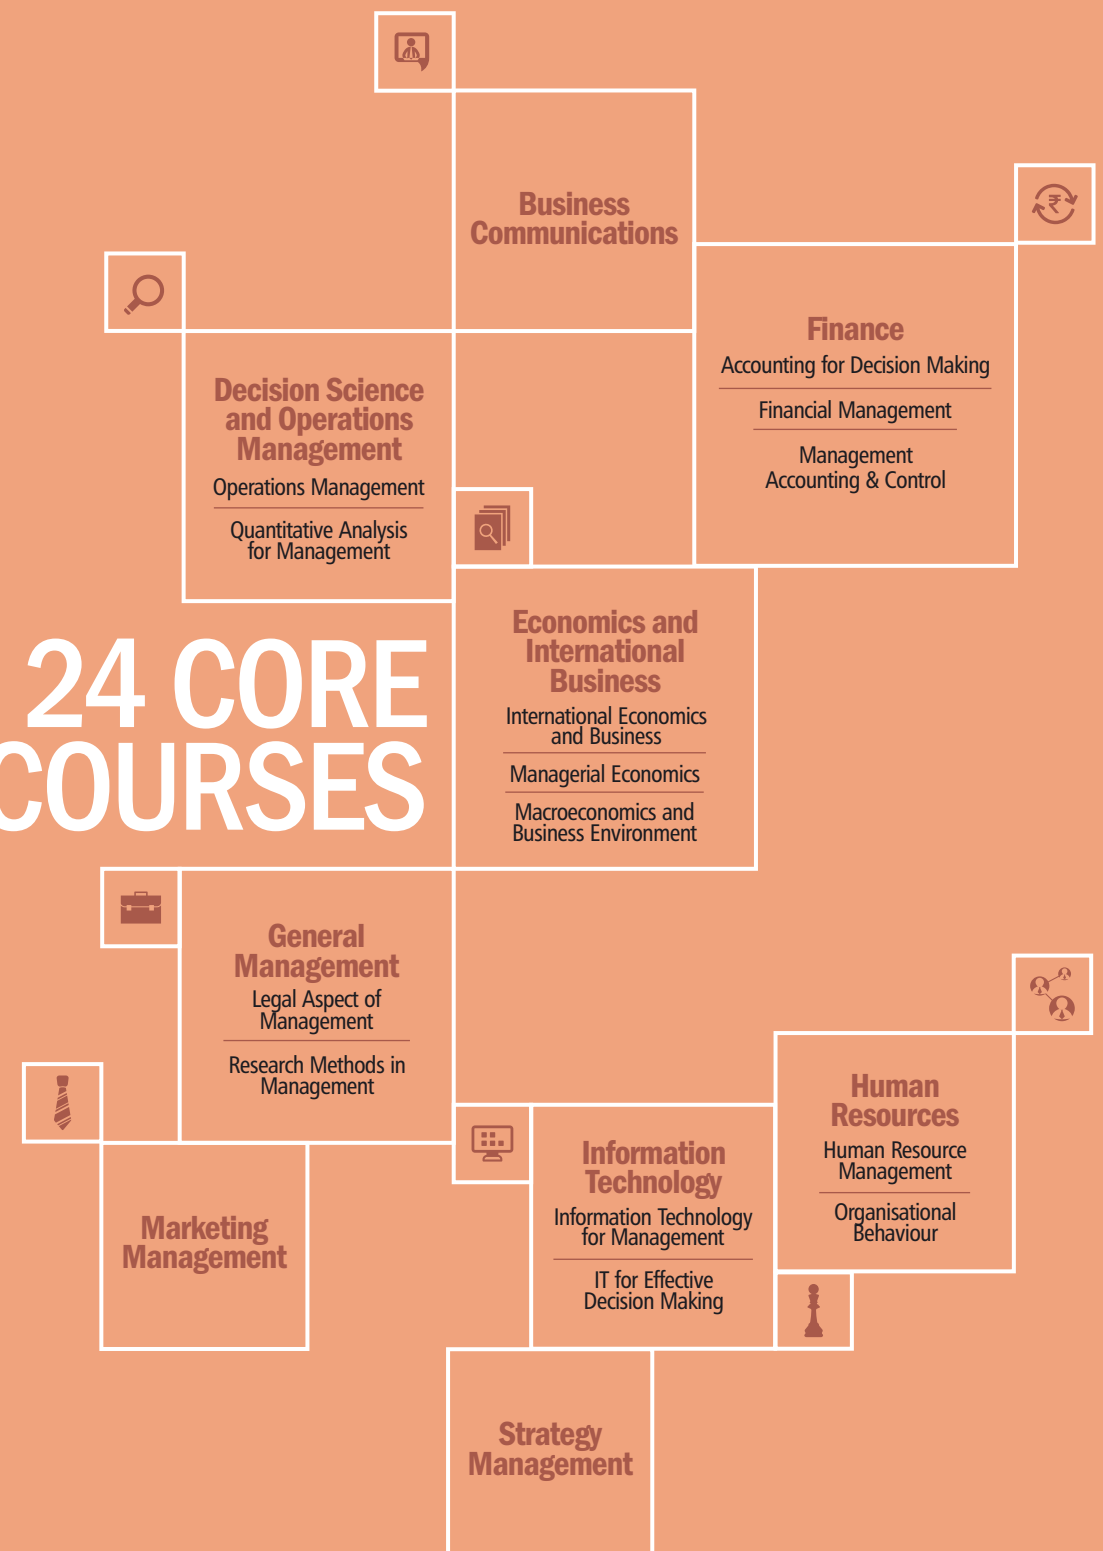 Business
Communications
Finance
Accounting for Decision Making
Financial Management
Management
Accounting & Control
Decision Science
and Operations
Management
Operations Management
Quantitative Analysis
for Management
24 CORE
COURSES
Economics and
International
Business
International Economics
and Business
Managerial Economics
Macroeconomics and
Business Environment
General
Management
Legal Aspect of
Management
Research Methods in
Management
Human
Resources
Human Resource
Management
Organisational
Behaviour
Information
Technology
Information Technology
for Management
IT for Effective
Decision Making
Marketing
Management
Strategy
Management